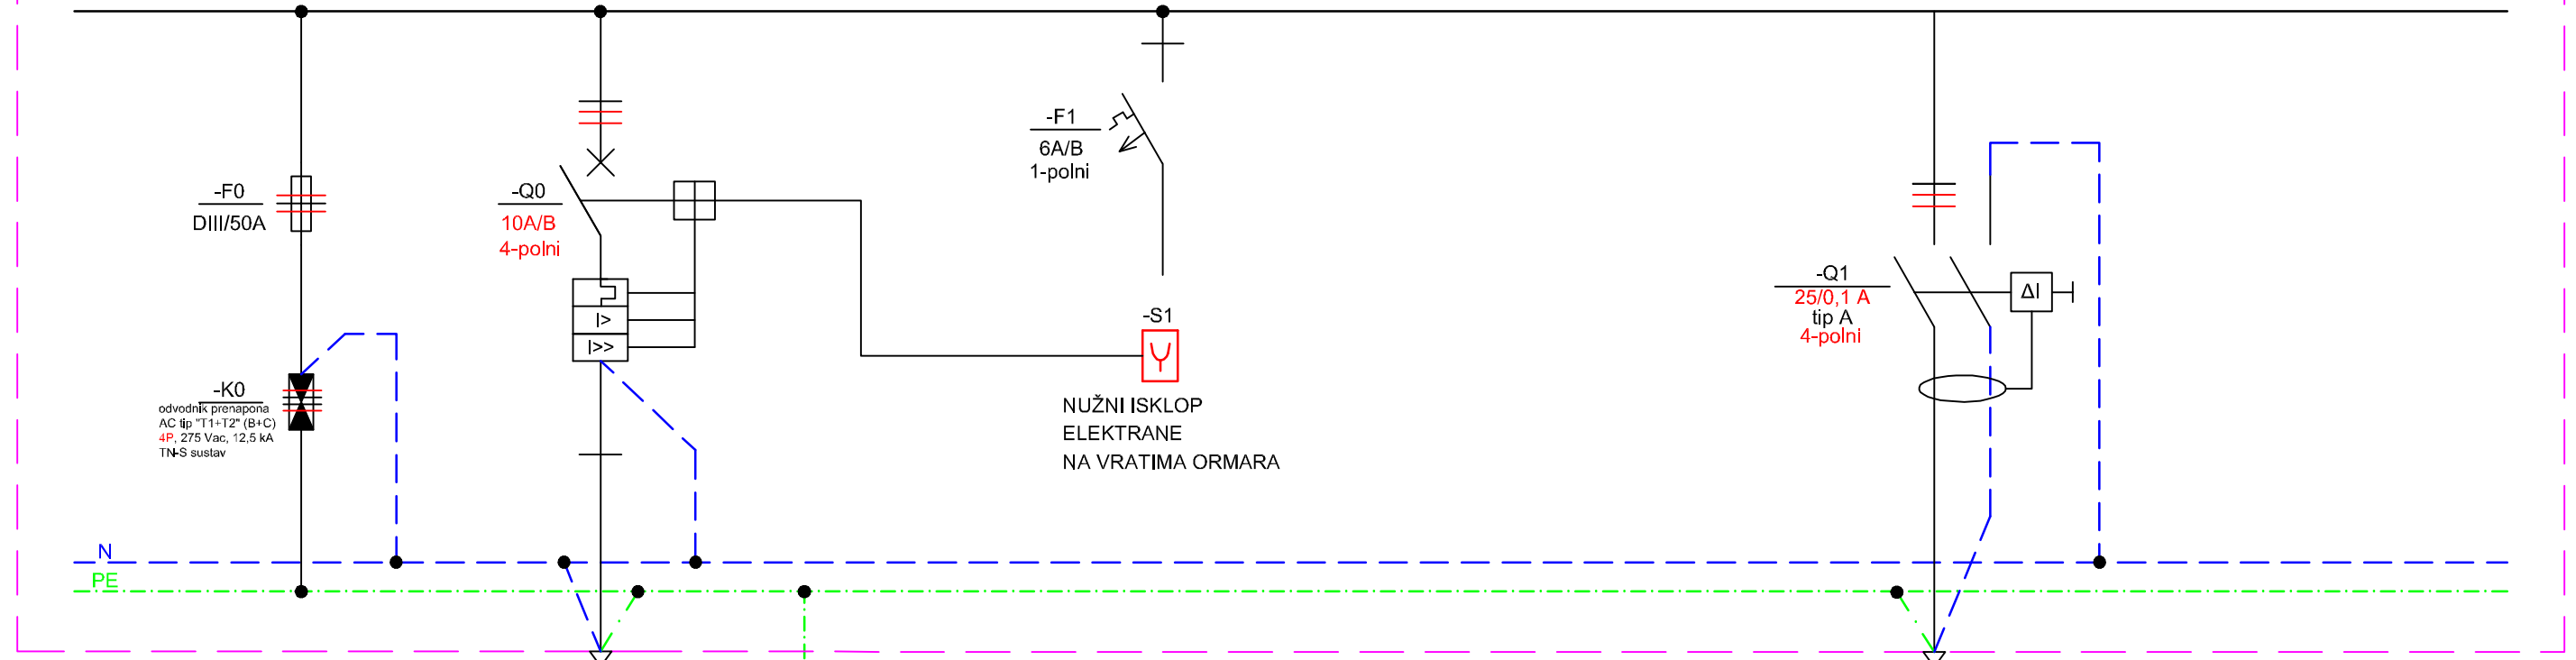 -F0
DIII/50A
-K0
odvodnik prenapona
AC tip "T1+T2" (B+C)
4P, 275 Vac, 12,5 kA
TN-S sustav
-Q0
10A/B
4-polni
I>
I>>
-F1
6A/B
1-polni
-S1
NUŽNI ISKLOP
ELEKTRANE
NA VRATIMA ORMARA
-Q1
25/0,1 A
tip A
4-polni
ΔI
N
PE